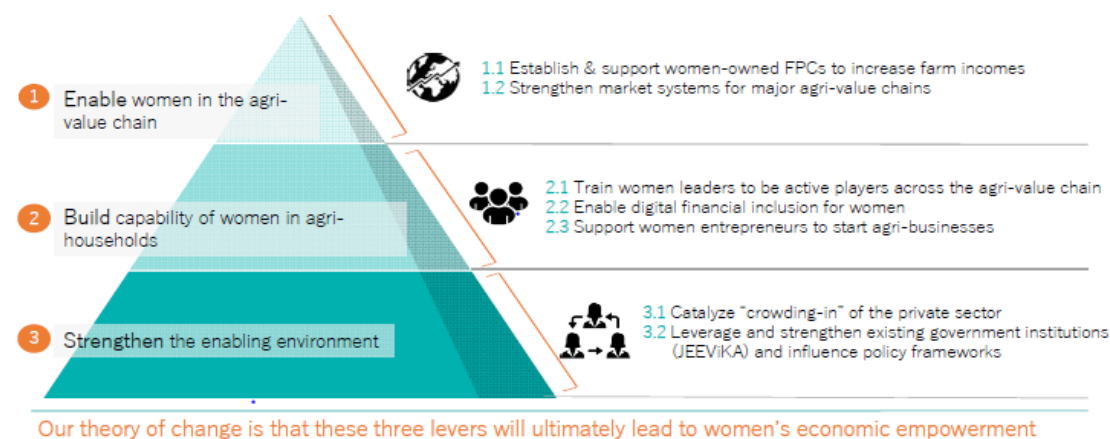 1.1 Establish & support women-owned FPCs to increase farm incomes
1.2 Strengthen market systems for major agri-value chains
1 Enable women in the agri-
value chain
2.1 Train women leaders to be active players across the agri-value chain
2.2 Enable digital financial inclusion for women
2.3 Support women entrepreneurs to start agri-businesses
2 Build capability of women in agri-
households
3.1 Catalyze “crowding-in” of the private sector
3.2 Leverage and strengthen existing government institutions
(JEEViKA) and influence policy frameworks
3 Strengthen the enabling environment
Our theory of change is that these three levers will ultimately lead to women's economic empowerment